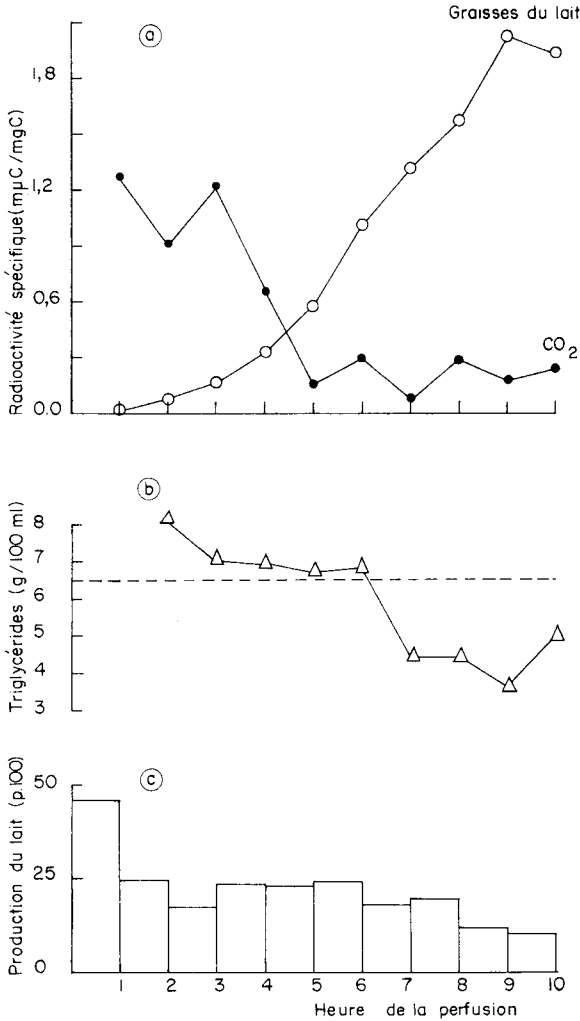 Graisses du lait
a
Radioactivité spécifique (mµC/mgC)
1,8
1,2
0,6
0.0
CO2
b
Triglycérides (g/100 ml)
8
7
6
5
4
3
c
Production du lait (p.100)
50
25
0
1 2 3 4 5 6 7 8 9 10
Heure de la perfusion